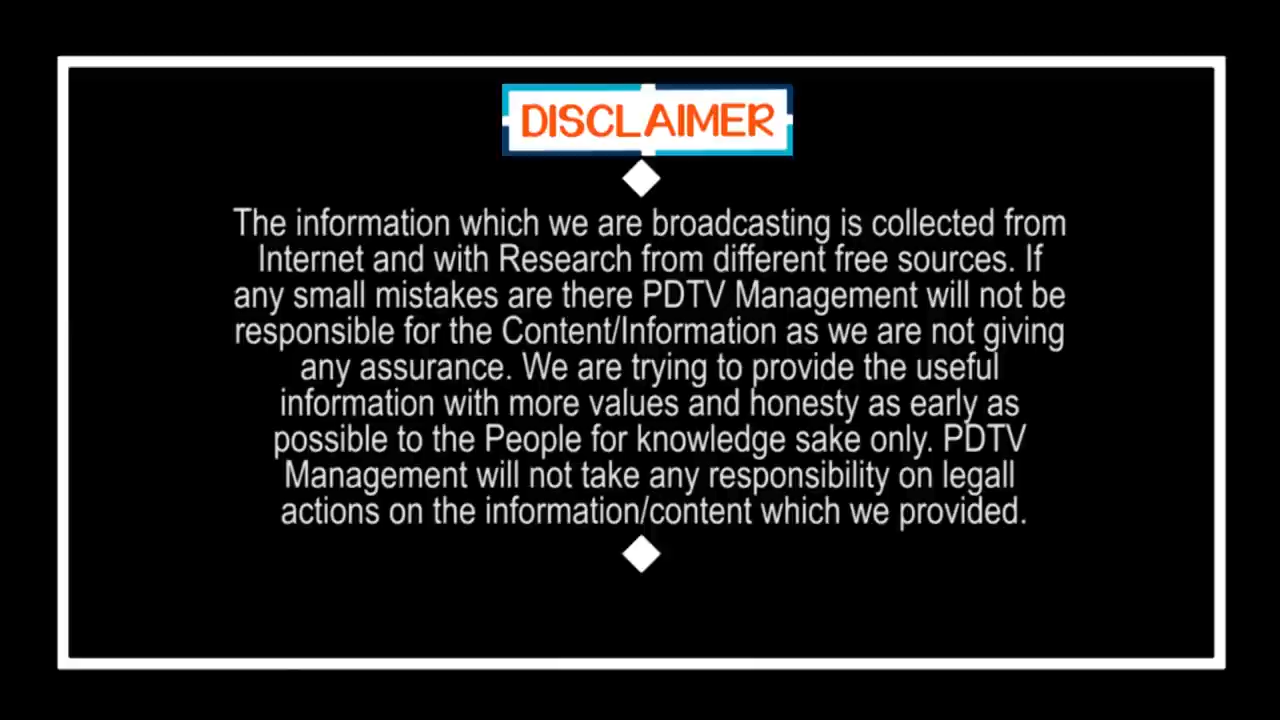 DISCLAIMER
The information which we are broadcasting is collected from
Internet and with Research from different free sources. If
any small mistakes are there PDTV Management will not be
responsible for the Content/Information as we are not giving
any assurance. We are trying to provide the useful
information with more values and honesty as early as
possible to the People for knowledge sake only. PDTV
Management will not take any responsibility on legall
actions on the information/content which we provided.